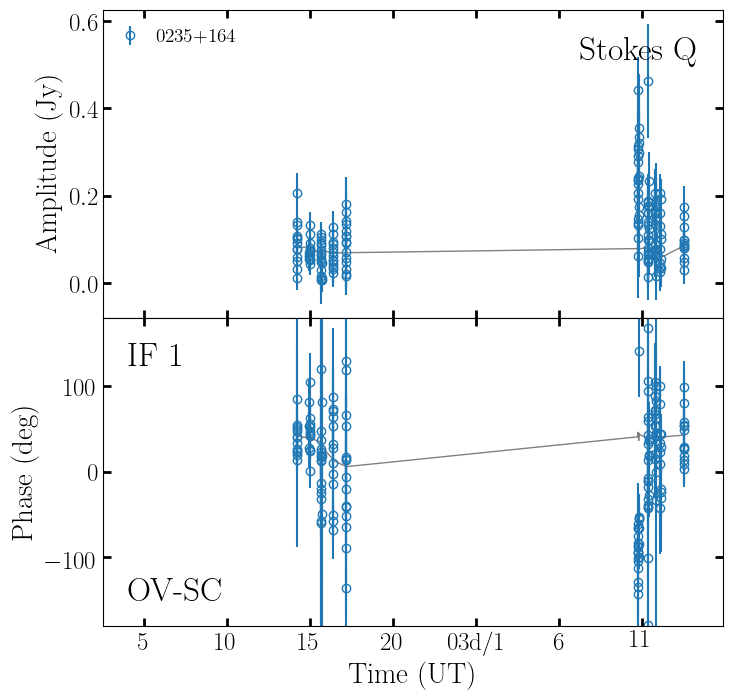 0235+164
Stokes Q
Amplitude (Jy)
0.6
0.4
0.2
0.0
IF 1
Phase (deg)
100
0
−100
OV-SC
5 10 15 20 03d/1 6 11
Time (UT)